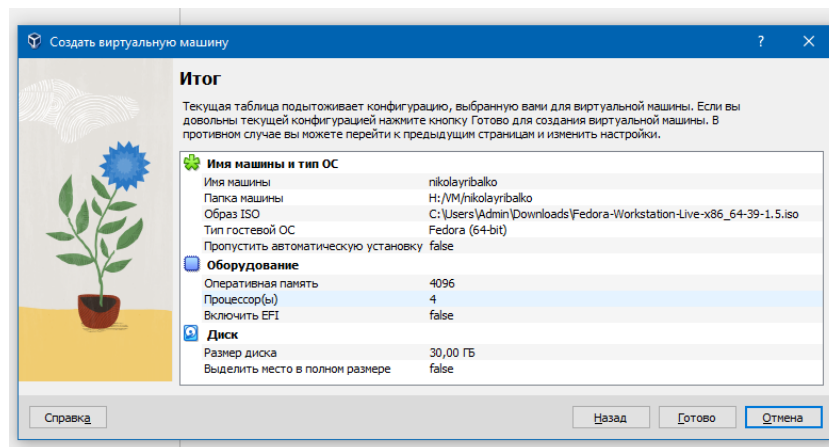 Создать виртуальную машину
?
Итог
Текущая таблица подытоживает конфигурацию, выбранную вами для виртуальной машины. Если вы
довольны текущей конфигурацией нажмите кнопку Готово для создания виртуальной машины. В
противном случае вы можете перейти к предыдущим страницам и изменить настройки.
Имя машины и тип ОС
Имя машины nikolayribalko
Папка машины H:/VM/nikolayribalko
Образ ISO C:\Users\Admin\Downloads\Fedora-Workstation-Live-x86_64-39-1.5.iso
Тип гостевой ОС Fedora (64-bit)
Пропустить автоматическую установку false
Оборудование
Оперативная память 4096
Процессор(ы) 4
Включить EFI false
Диск
Размер диска 30,00 ГБ
Выделить место в полном размере false
Справка Назад Готово Отмена